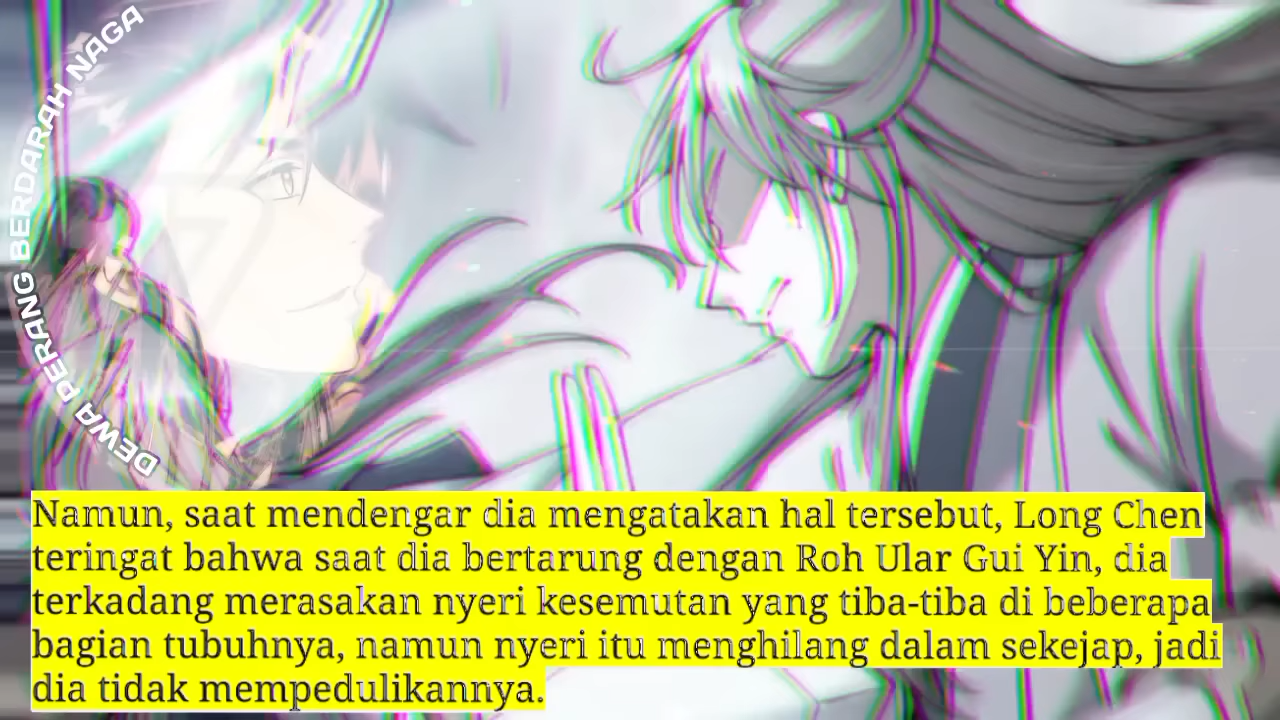 DEWA PERANG BERDARAH NAGA
Namun, saat mendengar dia mengatakan hal tersebut, Long Chen
teringat bahwa saat dia bertarung dengan Roh Ular Gui Yin, dia
terkadang merasakan nyeri kesemutan yang tiba-tiba di beberapa
bagian tubuhnya, namun nyeri itu menghilang dalam sekejap, jadi
dia tidak mempedulikannya.